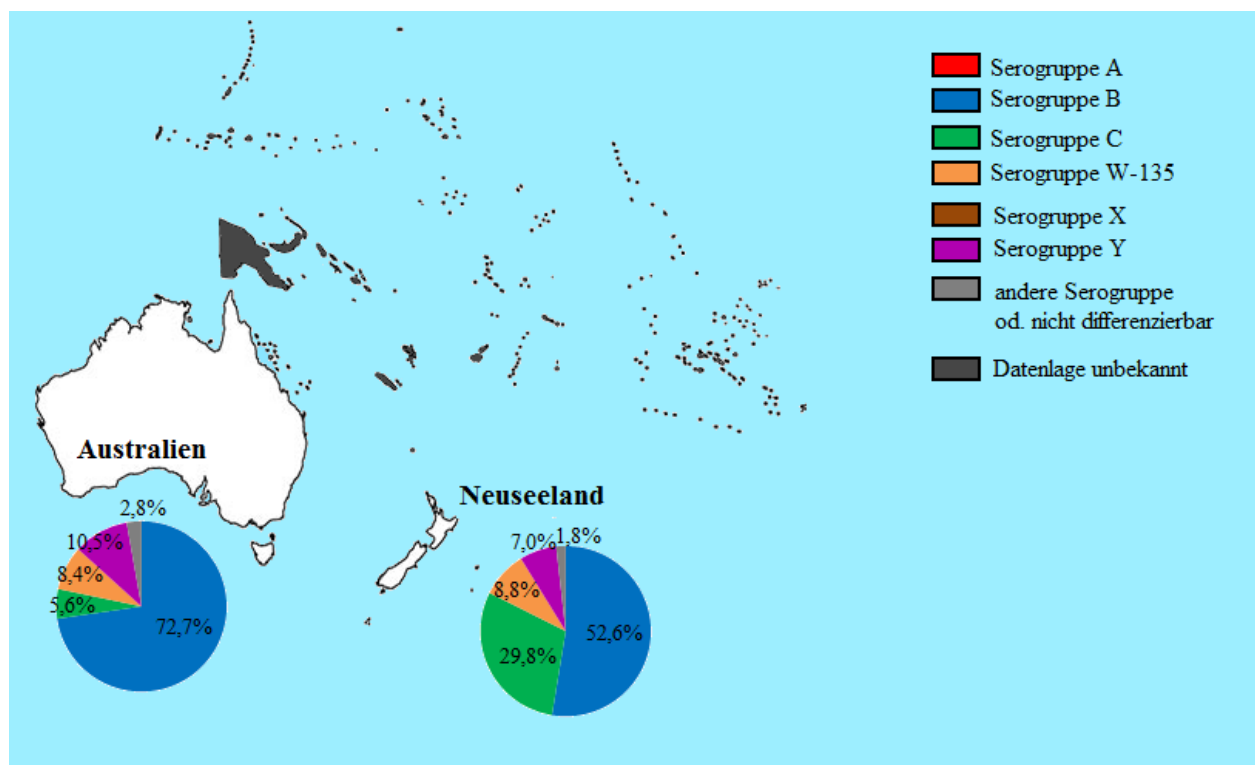 Serogruppe A
Serogruppe B
Serogruppe C
Serogruppe W-135
Serogruppe X
Serogruppe Y
andere Serogruppe
od. nicht differenzierbar
Datenlage unbekannt
Australien
2,8%
10,5%
8,4%
5,6%
72,7%
Neuseeland
1,8%
7,0%
8,8%
29,8%
52,6%